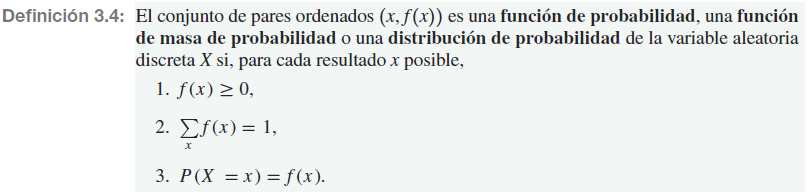 Definición 3.4: El conjunto de pares ordenados (x, f(x)) es una función de probabilidad, una función
de masa de probabilidad o una distribución de probabilidad de la variable aleatoria
discreta X si, para cada resultado x posible,
1. f(x) ≥ 0,
2. ∑ f(x) = 1,
x
3. P(X = x) = f(x).